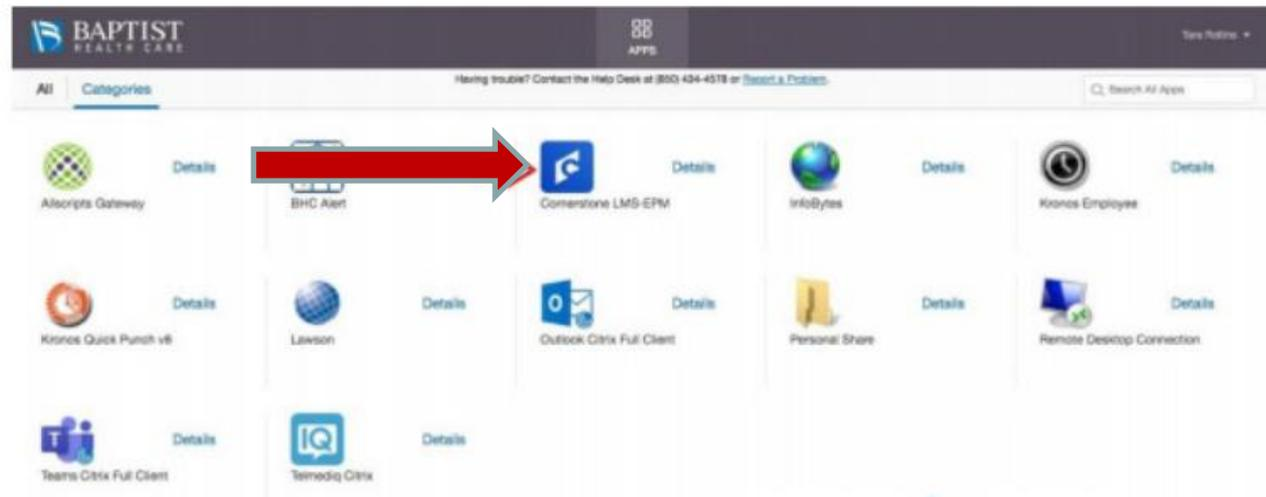 BAPTIST
HEALTH CARE
APPS
Tara Rollins
All Categories
Having trouble? Contact the Help Desk at (850) 434-4578 or Report a Problem.
Search All Apps
Details
Details
Details
Details
Allscripts Gateway
BHC Alert
Cornerstone LMS-EPM
InfoBytes
Kronos Employee
Details
Details
Details
Details
Details
Kronos Quick Punch v8
Lawson
Outlook Citrix Full Client
Personal Share
Remote Desktop Connection
Details
Details
Teams Citrix Full Client
Telmediq Citrix